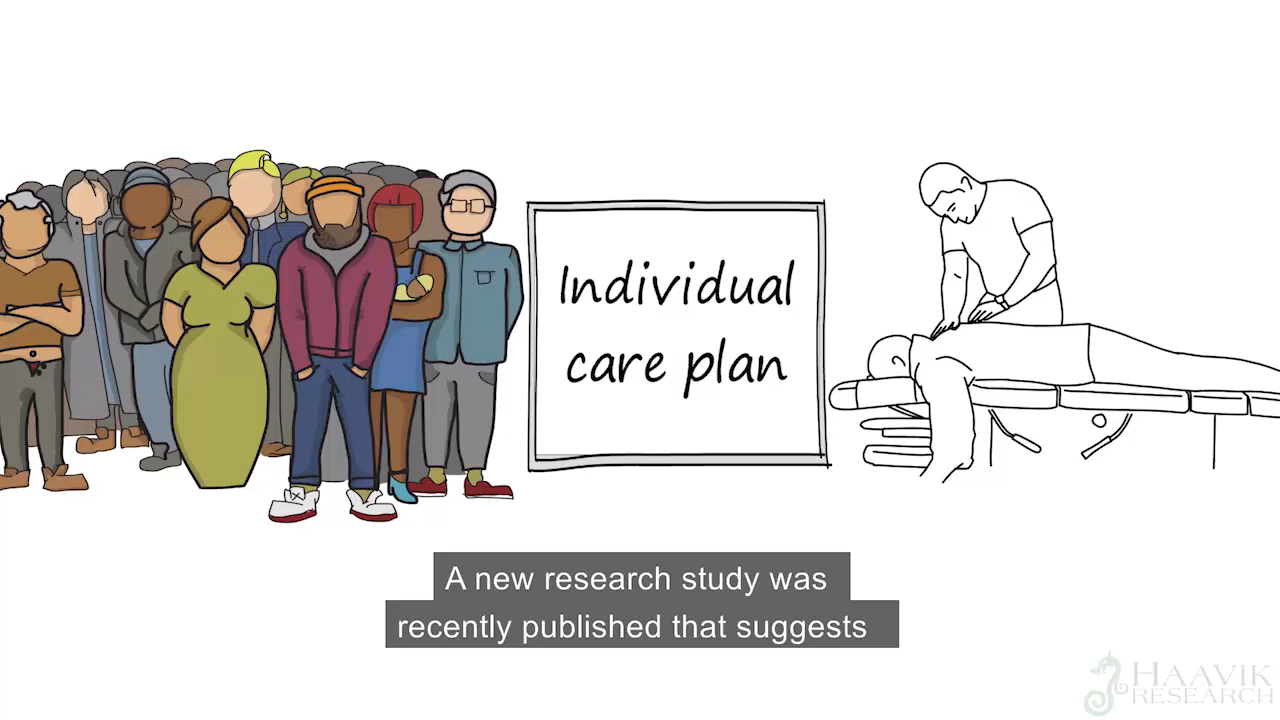 Individual
care plan
A new research study was
recently published that suggests
HAAVIK
RESEARCH